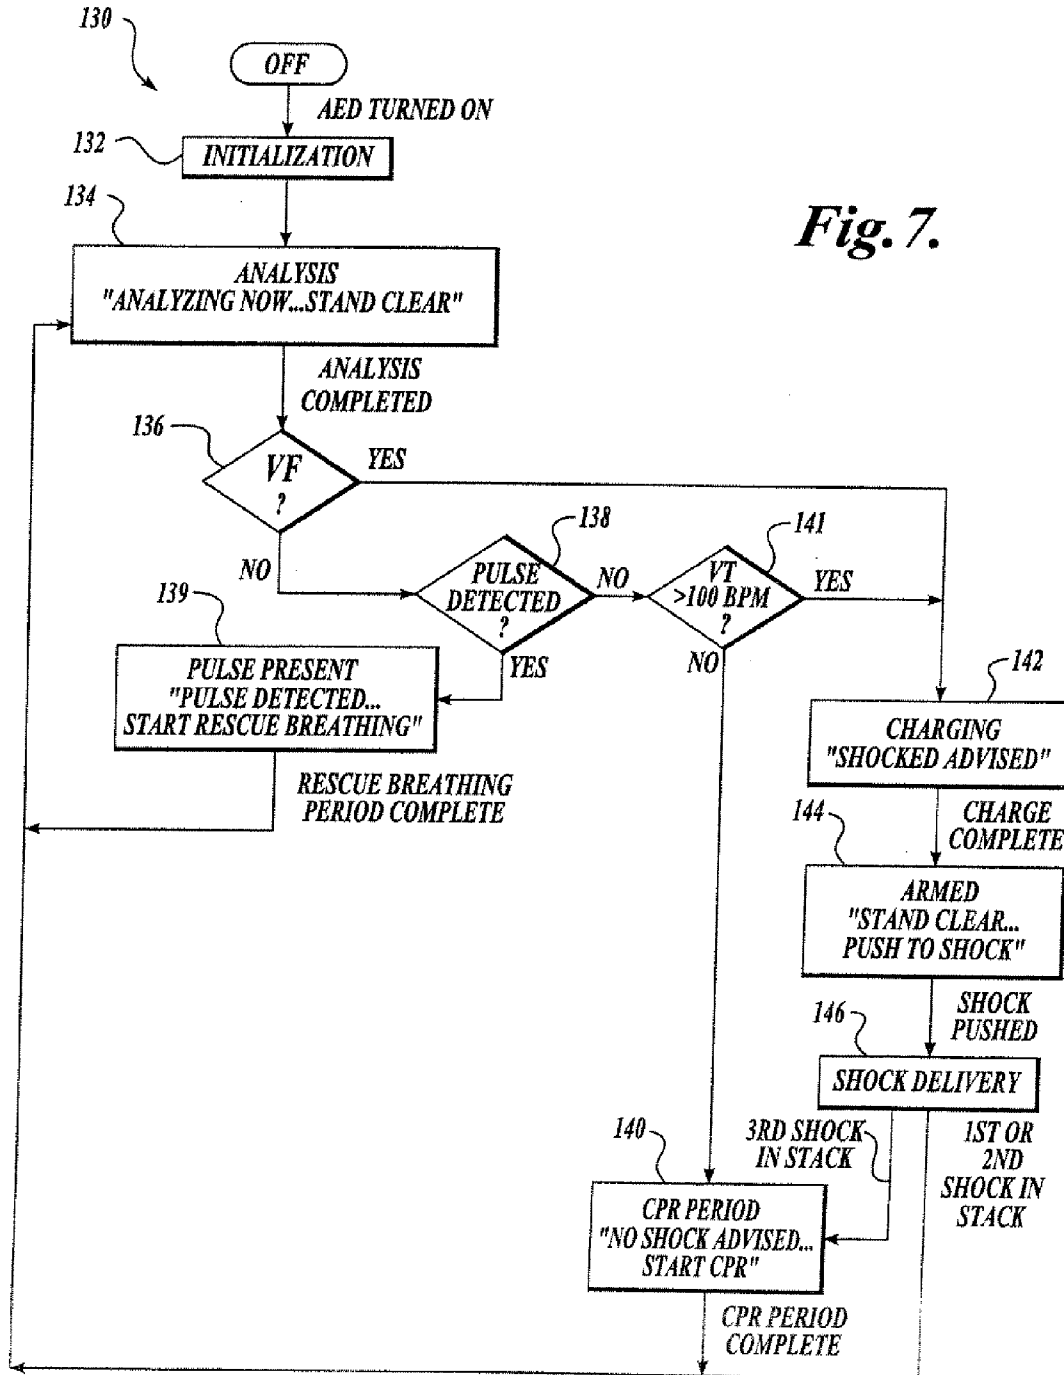 130
OFF
AED TURNED ON
132
INITIALIZATION
134
Fig. 7.
ANALYSIS
"ANALYZING NOW...STAND CLEAR"
ANALYSIS
COMPLETED
136
VF
?
YES
NO
138
PULSE
DETECTED
?
NO
YES
141
VT
>100 BPM
?
YES
NO
139
PULSE PRESENT
"PULSE DETECTED...
START RESCUE BREATHING"
RESCUE BREATHING
PERIOD COMPLETE
142
CHARGING
"SHOCKED ADVISED"
CHARGE
COMPLETE
144
ARMED
"STAND CLEAR...
PUSH TO SHOCK"
SHOCK
PUSHED
146
SHOCK DELIVERY
3RD SHOCK
IN STACK
1ST OR
2ND
SHOCK IN
STACK
140
CPR PERIOD
"NO SHOCK ADVISED...
START CPR"
CPR PERIOD
COMPLETE